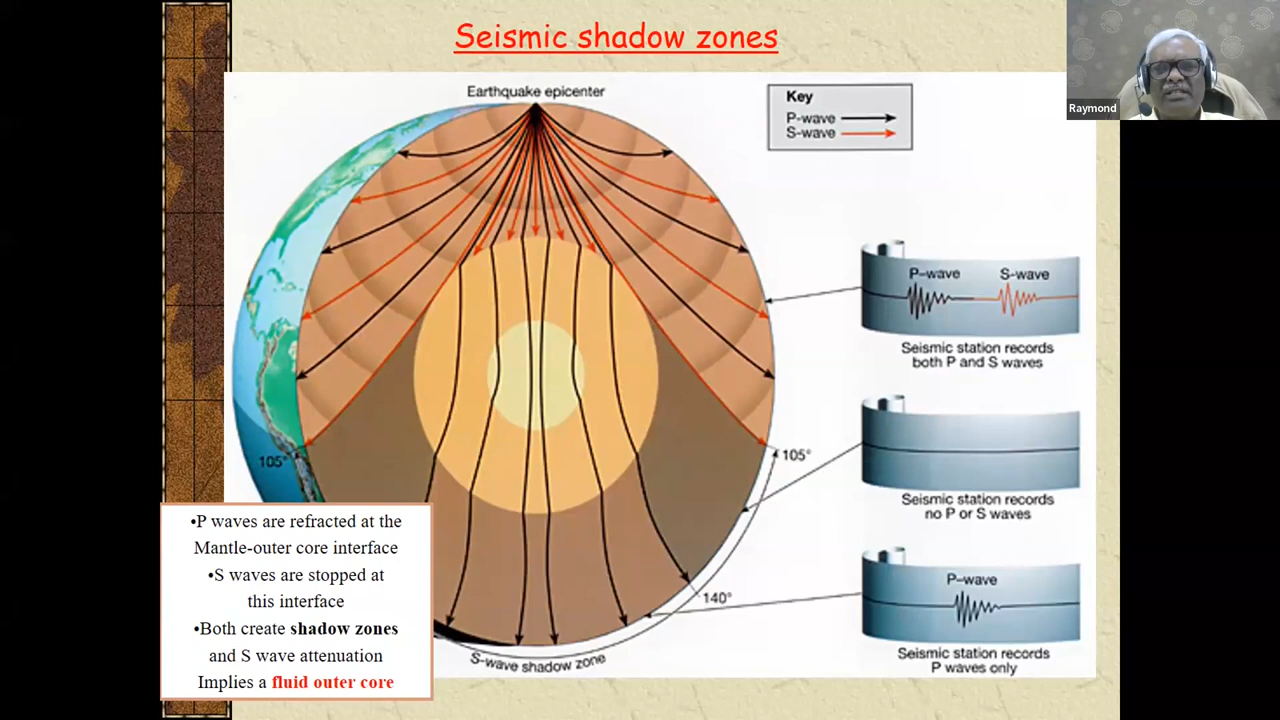 Seismic shadow zones
Raymond
Earthquake epicenter
Key
P-wave
S-wave
P-wave
S-wave
Seismic station records
both P and S waves
105°
105°
Seismic station records
no P or S waves
P-wave
140°
Seismic station records
P waves only
S-wave shadow zone
•P waves are refracted at the
Mantle-outer core interface
•S waves are stopped at
this interface
•Both create shadow zones
and S wave attenuation
Implies a fluid outer core